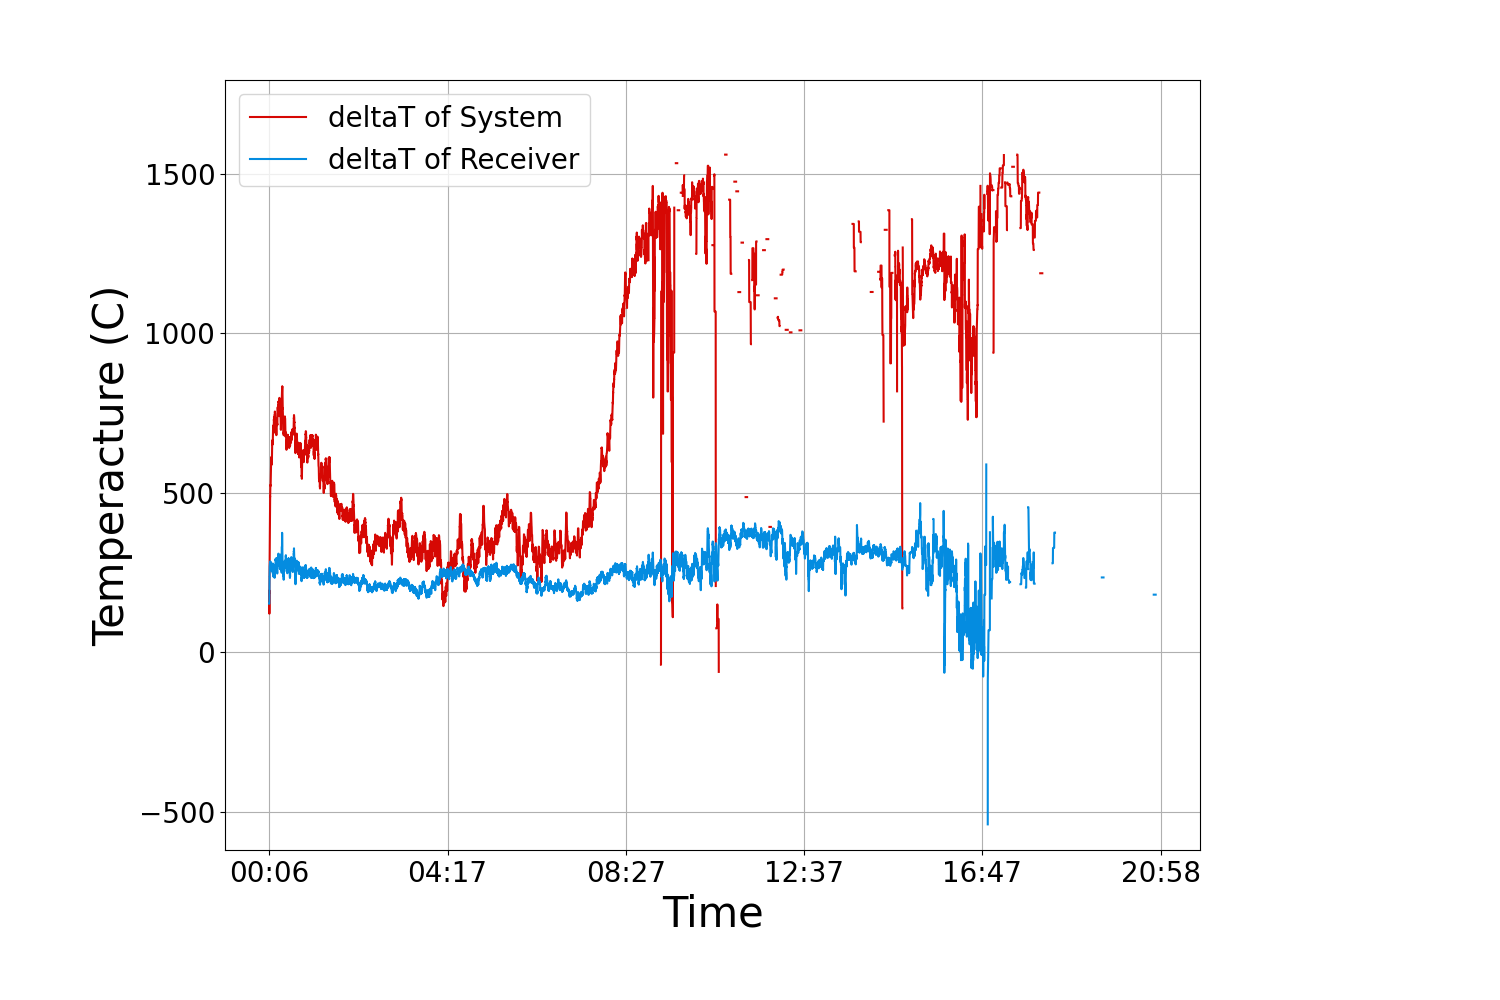 deltaT of System
deltaT of Receiver
1500
1000
500
0
−500
Temperacture (C)
00:06 04:17 08:27 12:37 16:47 20:58
Time